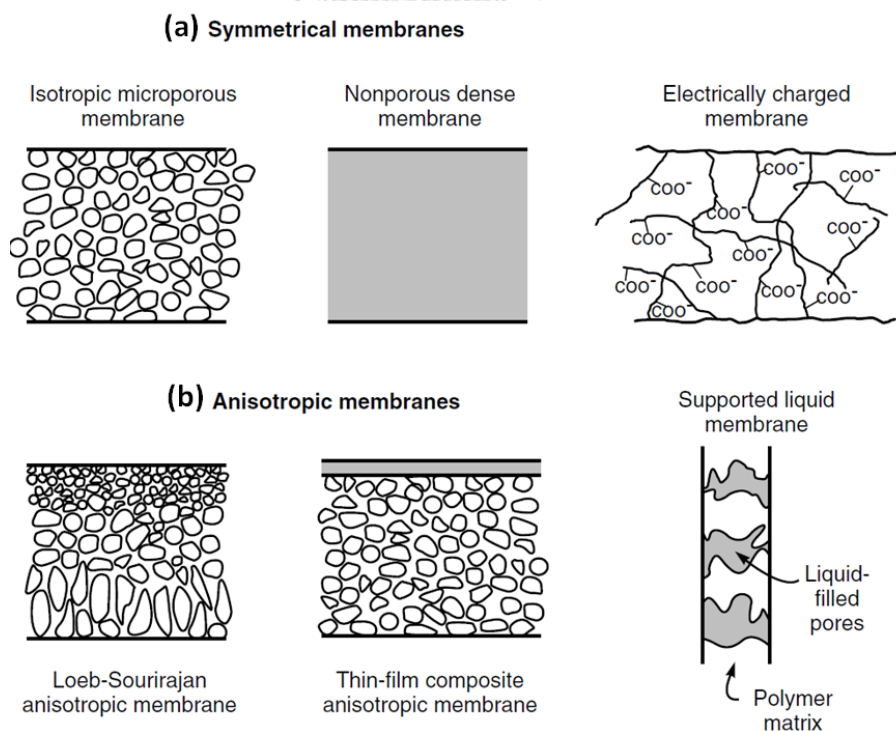 (a) Symmetrical membranes
Isotropic microporous
membrane
Nonporous dense
membrane
Electrically charged
membrane
COO⁻
COO⁻
COO⁻
COO⁻
COO⁻
COO⁻
COO⁻
COO⁻
COO⁻
COO⁻
COO⁻
COO⁻
(b) Anisotropic membranes
Supported liquid
membrane
Liquid-
filled
pores
Loeb-Sourirajan
anisotropic membrane
Thin-film composite
anisotropic membrane
Polymer
matrix